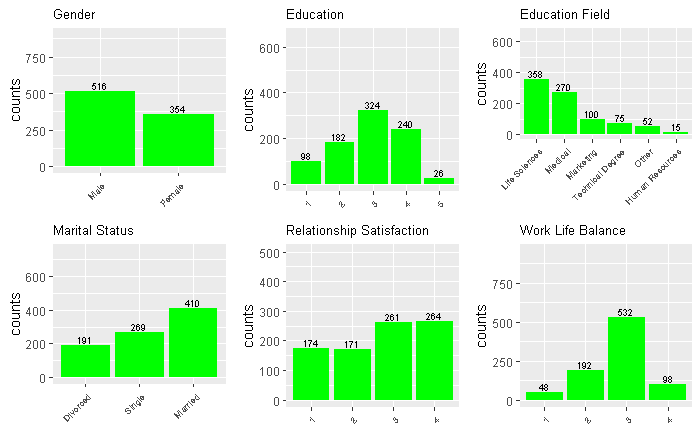 Gender
counts
750
500
250
0
516
354
Male
Female
Education
counts
600
400
200
0
98
182
324
240
26
1
2
3
4
5
Education Field
counts
600
400
200
0
358
270
100
75
52
15
Life Sciences
Medical
Marketing
Technical Degree
Other
Human Resources
Marital Status
counts
600
400
200
0
191
269
410
Divorced
Single
Married
Relationship Satisfaction
counts
500
400
300
200
100
0
174
171
261
264
1
2
3
4
Work Life Balance
counts
750
500
250
0
48
192
532
98
1
2
3
4